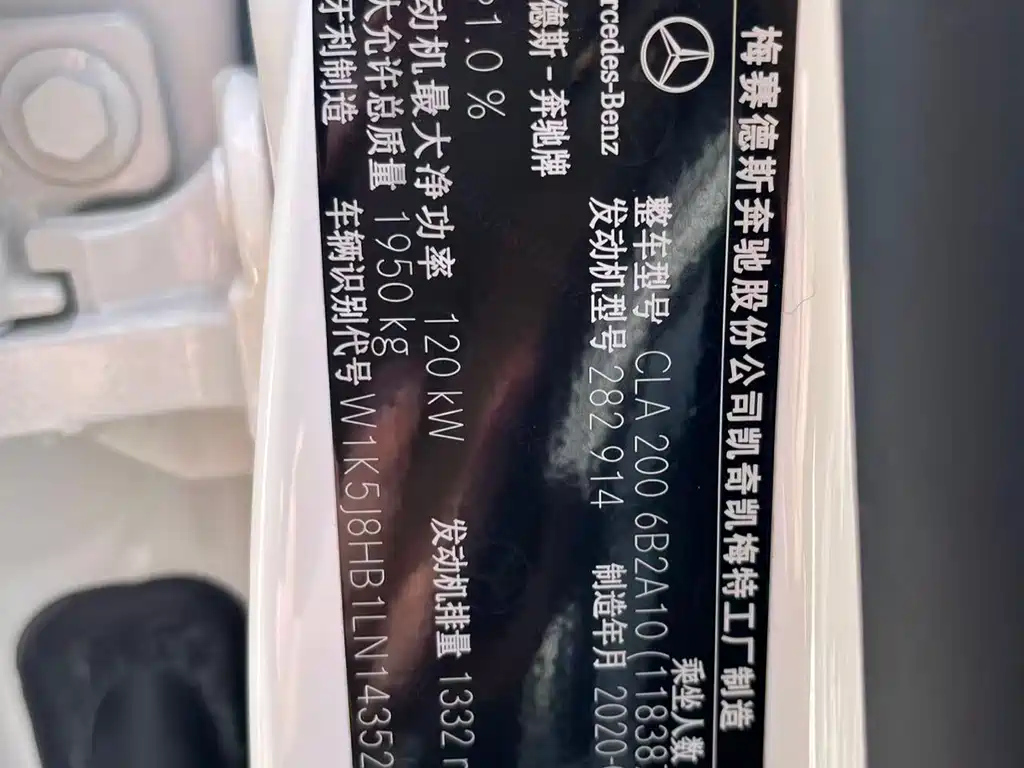 梅赛德斯奔驰股份公司凯奇凯梅特工厂制造
乘坐人数
整车型号 CLA 200 6B2A10(11838
rcedes-Benz
发动机型号 282 914 制造年月 2020-
德斯-奔驰牌
P1.0 %
动机最大净功率 120 kW 发动机排量 1332
大允许总质量 1950 kg
牙利制造 车辆识别代号 W1K5J8HB1LN14352